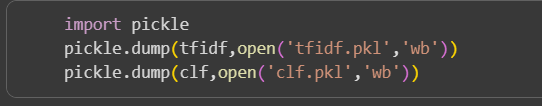 import pickle
pickle.dump(tfidf,open('tfidf.pkl','wb'))
pickle.dump(clf,open('clf.pkl','wb'))